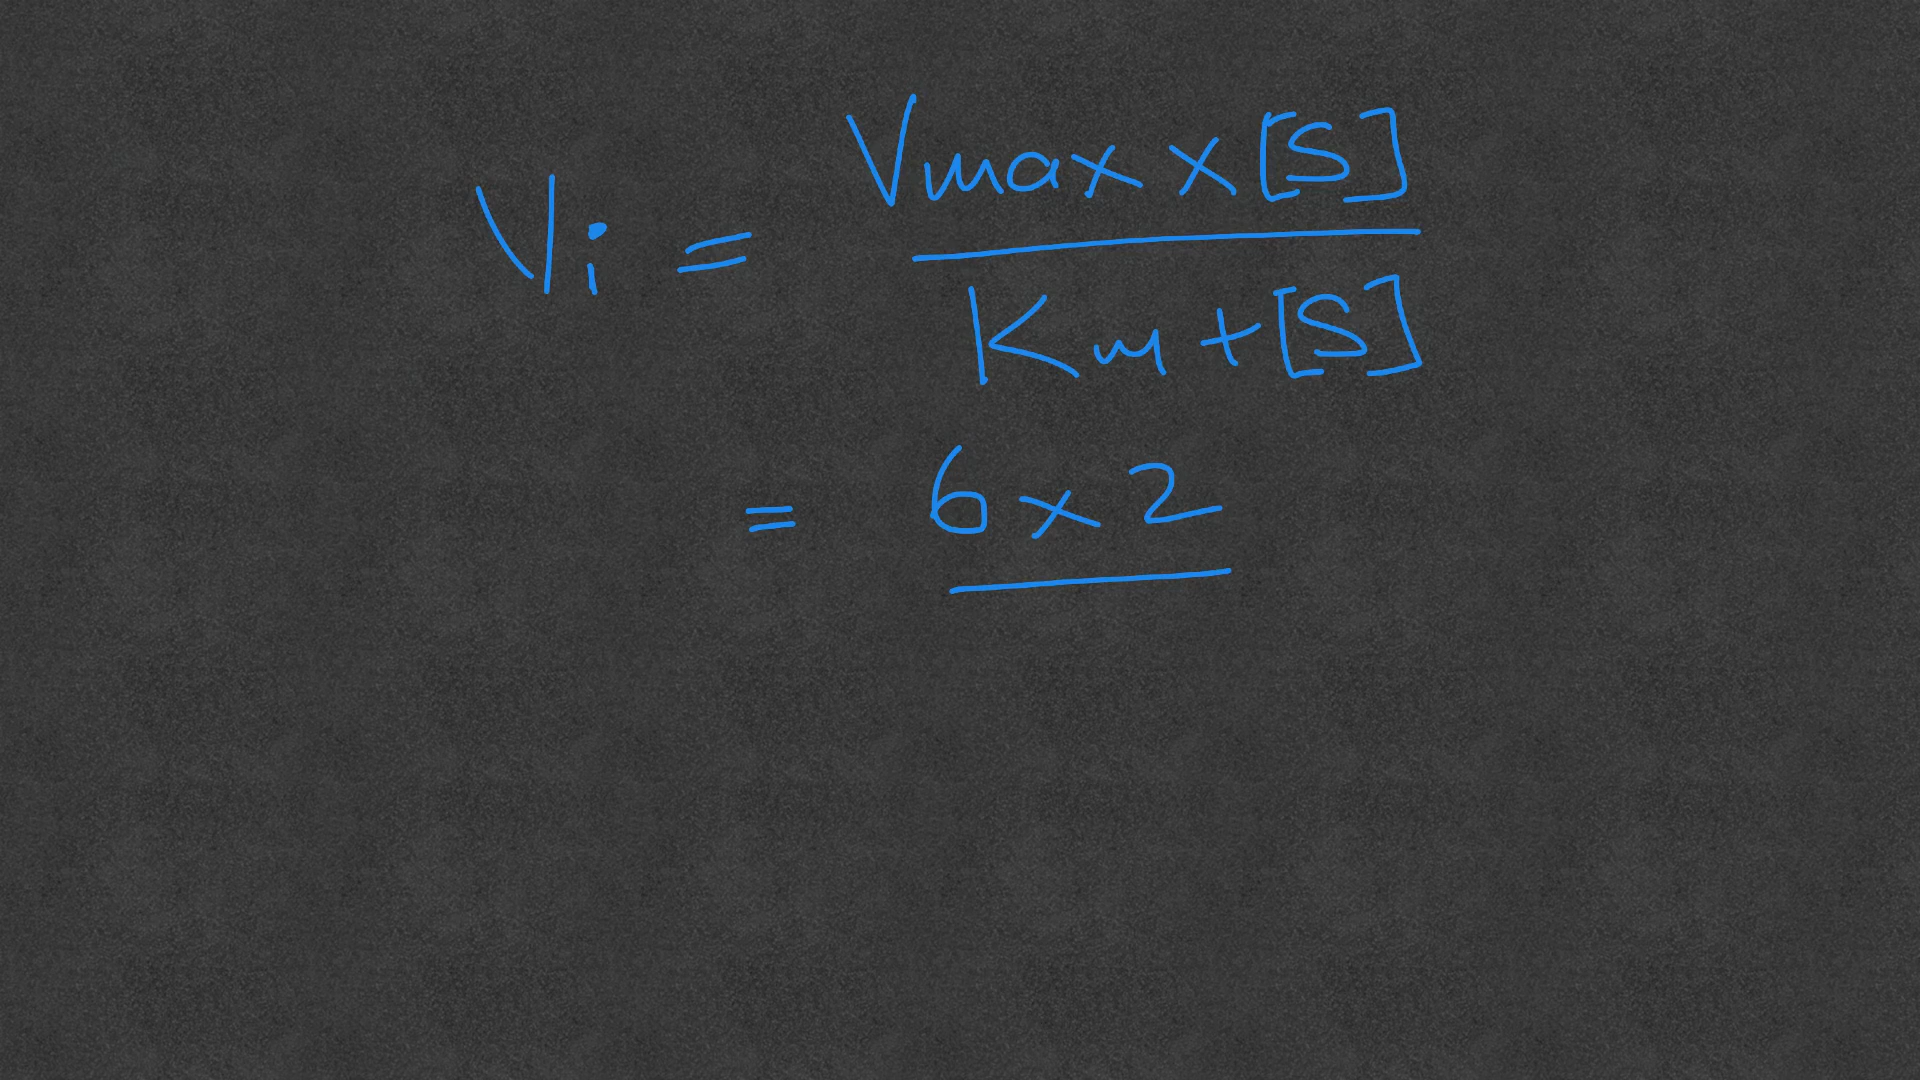 Vi = Vmax x [S]
Km + [S]
= 6 x 2